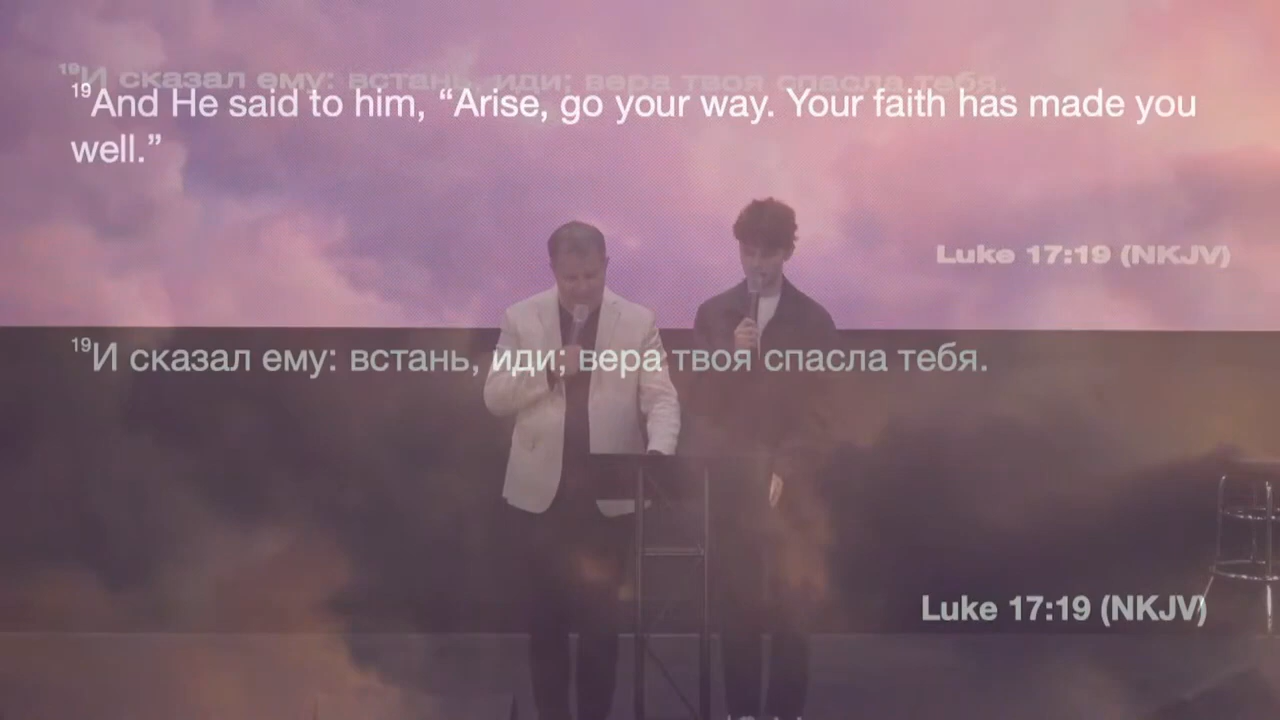 ¹⁹И сказал ему: встань, иди; вера твоя спасла тебя.
¹⁹And He said to him, “Arise, go your way. Your faith has made you
well.”
Luke 17:19 (NKJV)
¹⁹И сказал ему: встань, иди; вера твоя спасла тебя.
Luke 17:19 (NKJV)